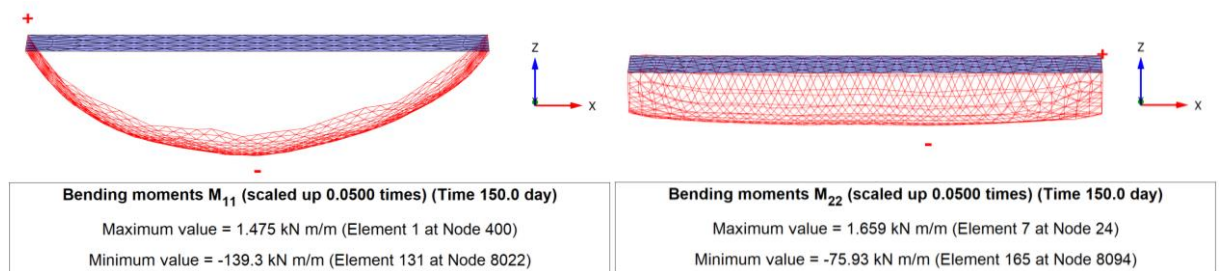 +
Z
X
-
Bending moments M₁₁ (scaled up 0.0500 times) (Time 150.0 day)
Maximum value = 1.475 kN m/m (Element 1 at Node 400)
Minimum value = -139.3 kN m/m (Element 131 at Node 8022)
+
Z
X
-
Bending moments M₂₂ (scaled up 0.0500 times) (Time 150.0 day)
Maximum value = 1.659 kN m/m (Element 7 at Node 24)
Minimum value = -75.93 kN m/m (Element 165 at Node 8094)